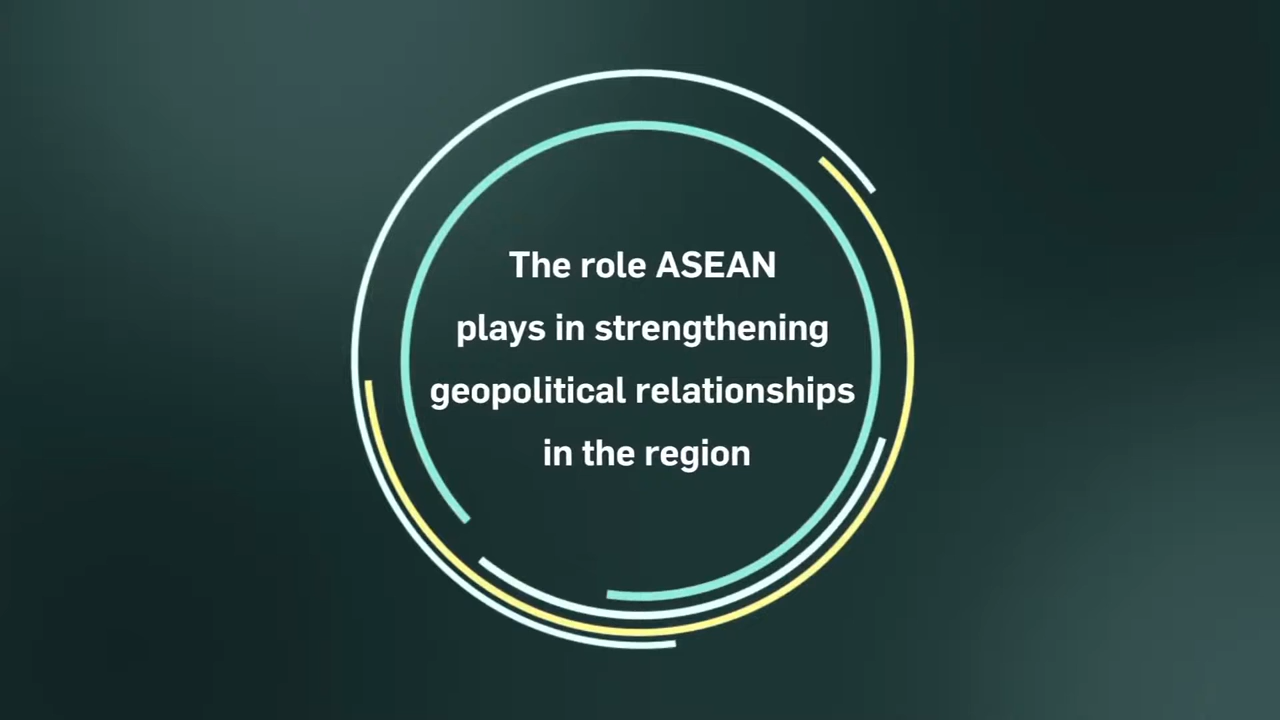 The role ASEAN
plays in strengthening
geopolitical relationships
in the region